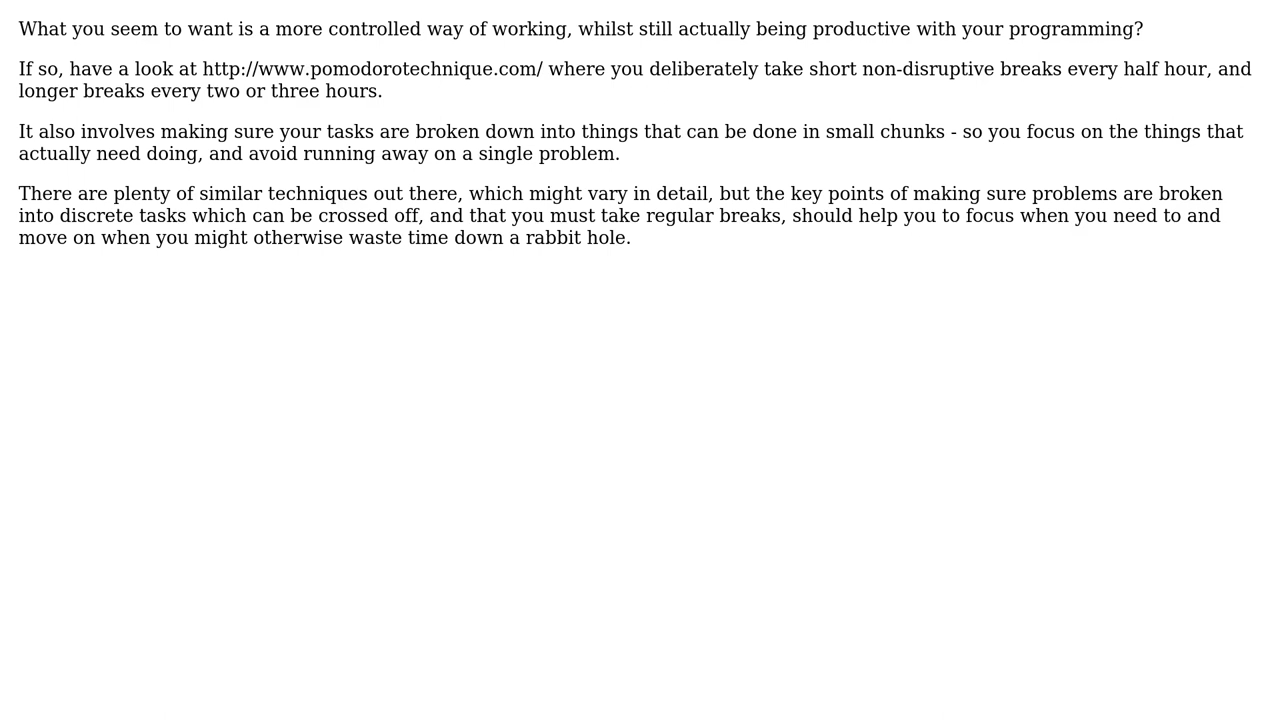 What you seem to want is a more controlled way of working, whilst still actually being productive with your programming?
If so, have a look at http://www.pomodorotechnique.com/ where you deliberately take short non-disruptive breaks every half hour, and
longer breaks every two or three hours.
It also involves making sure your tasks are broken down into things that can be done in small chunks - so you focus on the things that
actually need doing, and avoid running away on a single problem.
There are plenty of similar techniques out there, which might vary in detail, but the key points of making sure problems are broken
into discrete tasks which can be crossed off, and that you must take regular breaks, should help you to focus when you need to and
move on when you might otherwise waste time down a rabbit hole.